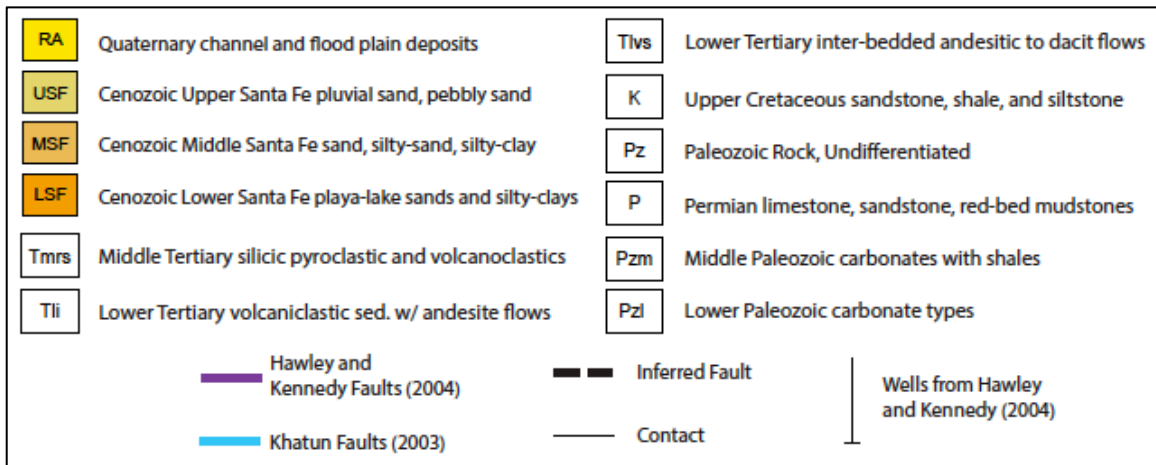 RA Quaternary channel and flood plain deposits
USF Cenozoic Upper Santa Fe pluvial sand, pebbly sand
MSF Cenozoic Middle Santa Fe sand, silty-sand, silty-clay
LSF Cenozoic Lower Santa Fe playa-lake sands and silty-clays
Tmrs Middle Tertiary silicic pyroclastic and volcanoclastics
Tli Lower Tertiary volcaniclastic sed. w/ andesite flows
Tlvs Lower Tertiary inter-bedded andesitic to dacit flows
K Upper Cretaceous sandstone, shale, and siltstone
Pz Paleozoic Rock, Undifferentiated
P Permian limestone, sandstone, red-bed mudstones
Pzm Middle Paleozoic carbonates with shales
Pzl Lower Paleozoic carbonate types
Hawley and
Kennedy Faults (2004)
Khatun Faults (2003)
Inferred Fault
Contact
Wells from Hawley
and Kennedy (2004)